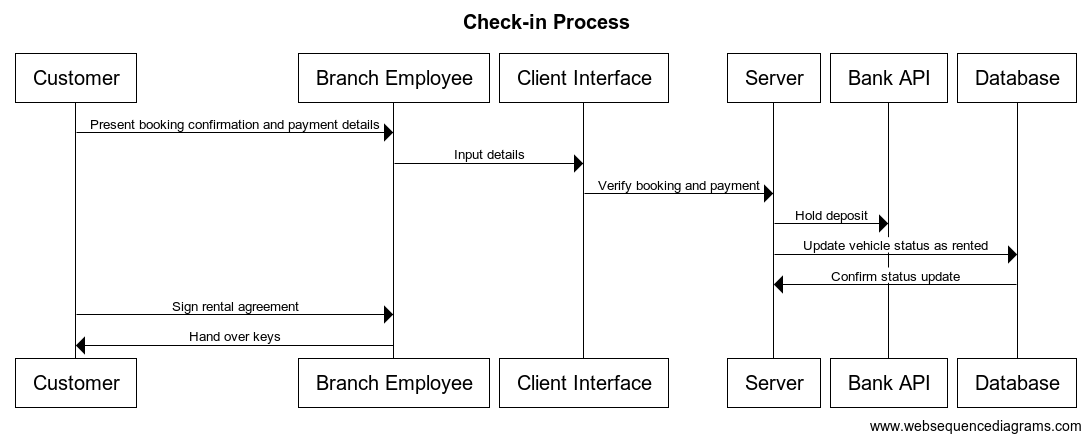 Check-in Process
Customer
Branch Employee
Client Interface
Server
Bank API
Database
Present booking confirmation and payment details
Input details
Verify booking and payment
Hold deposit
Update vehicle status as rented
Confirm status update
Sign rental agreement
Hand over keys
Customer
Branch Employee
Client Interface
Server
Bank API
Database
www.websequencediagrams.com